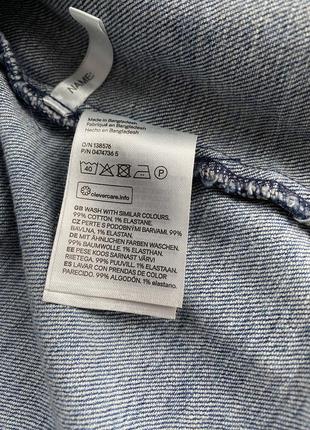 NAME:
Made in Bangladesh
Fabriqué en Bangladesh
Hecho en Bangladesh
O/N 138576
P/N 0474736 5
40 P
clevercare.info
GB WASH WITH SIMILAR COLOURS.
99% COTTON. 1% ELASTANE.
CZ PERTE S PODOBNÝMI BARVAMI. 99%
BAVLNA. 1% ELASTAN.
DE MIT ÄHNLICHEN FARBEN WASCHEN.
99% BAUMWOLLE. 1% ELASTHAN.
EE PESE KOOS SARNAST VÄRVI
RIIETEGA. 99% PUUVILL. 1% ELASTAAN.
ES LAVAR CON PRENDAS DE COLOR
PARECIDO. 99% ALGODÓN. 1% elastano.